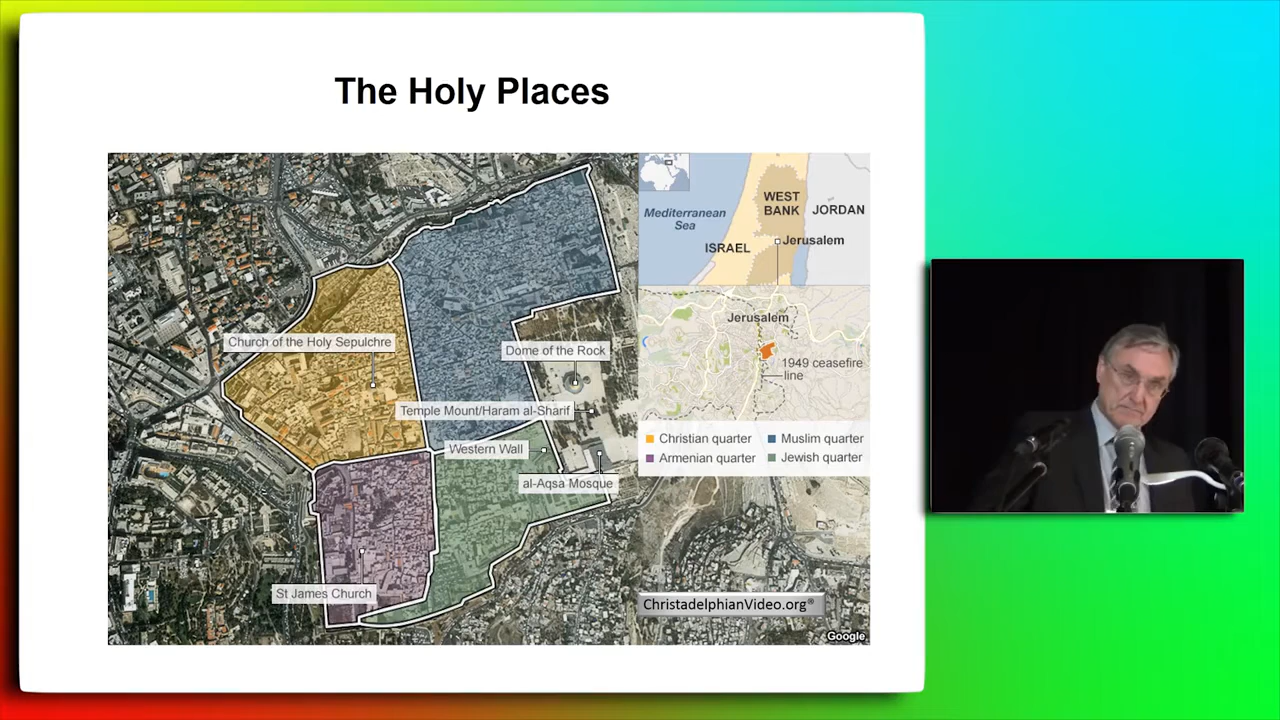 The Holy Places
Church of the Holy Sepulchre
Dome of the Rock
Temple Mount/Haram al-Sharif
Western Wall
al-Aqsa Mosque
St James Church
WEST
BANK
JORDAN
Mediterranean
Sea
ISRAEL
Jerusalem
Jerusalem
1949 ceasefire
line
Christian quarter
Muslim quarter
Armenian quarter
Jewish quarter
ChristadelphianVideo.org®
Google